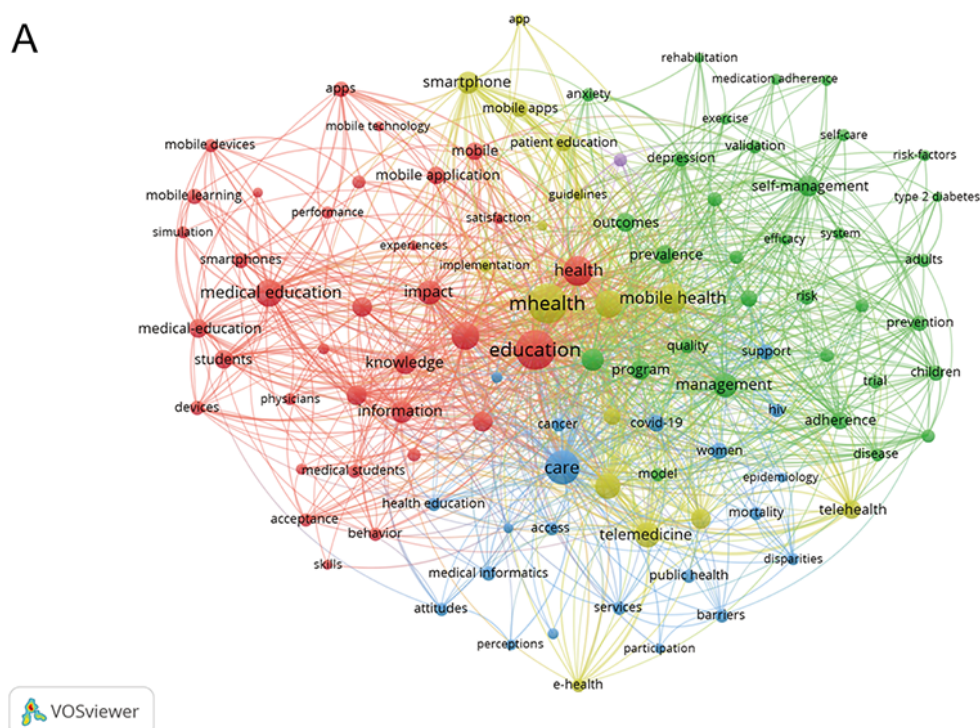 A
app
rehabilitation
smartphone
medication adherence
apps
anxiety
mobile apps
exercise
mobile technology
self-care
patient education
mobile devices
validation
mobile
depression
risk-factors
mobile application
self-management
mobile learning
guidelines
type 2 diabetes
performance
satisfaction
outcomes
simulation
system
efficacy
experiences
prevalence
smartphones
implementation
adults
health
medical education
impact
mhealth
mobile health
risk
prevention
medical-education
education
quality
support
students
knowledge
program
children
management
trial
physicians
devices
information
hiv
cancer
covid-19
adherence
women
disease
care
medical students
model
epidemiology
health education
telehealth
mortality
acceptance
access
behavior
telemedicine
disparities
skills
medical informatics
public health
attitudes
services
barriers
perceptions
participation
e-health
VOSviewer